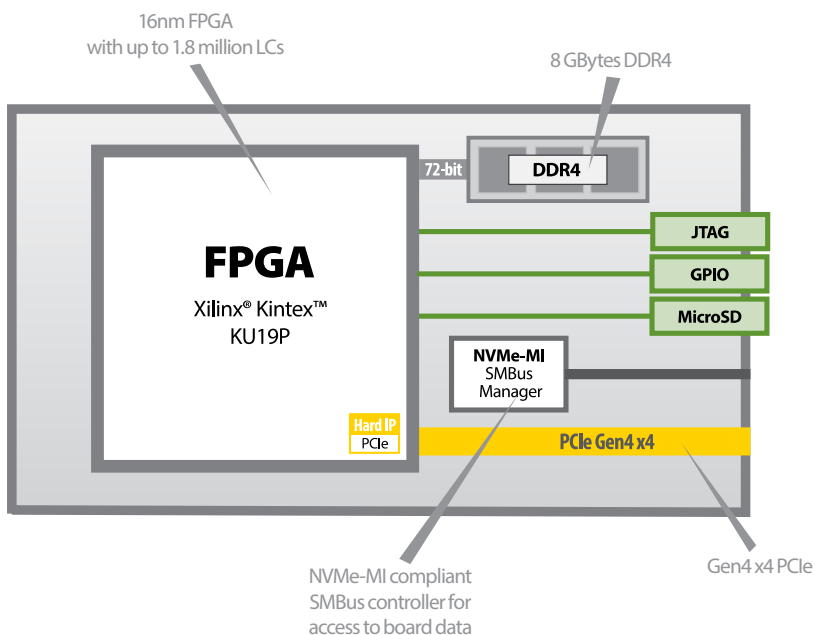 16nm FPGA
with up to 1.8 million LCs
8 GBytes DDR4
72-bit
DDR4
JTAG
FPGA
GPIO
Xilinx® Kintex™
KU19P
MicroSD
NVMe-MI
SMBus
Manager
Hard IP
PCIe
PCIe Gen4 x4
Gen4 x4 PCIe
NVMe-MI compliant
SMBus controller for
access to board data